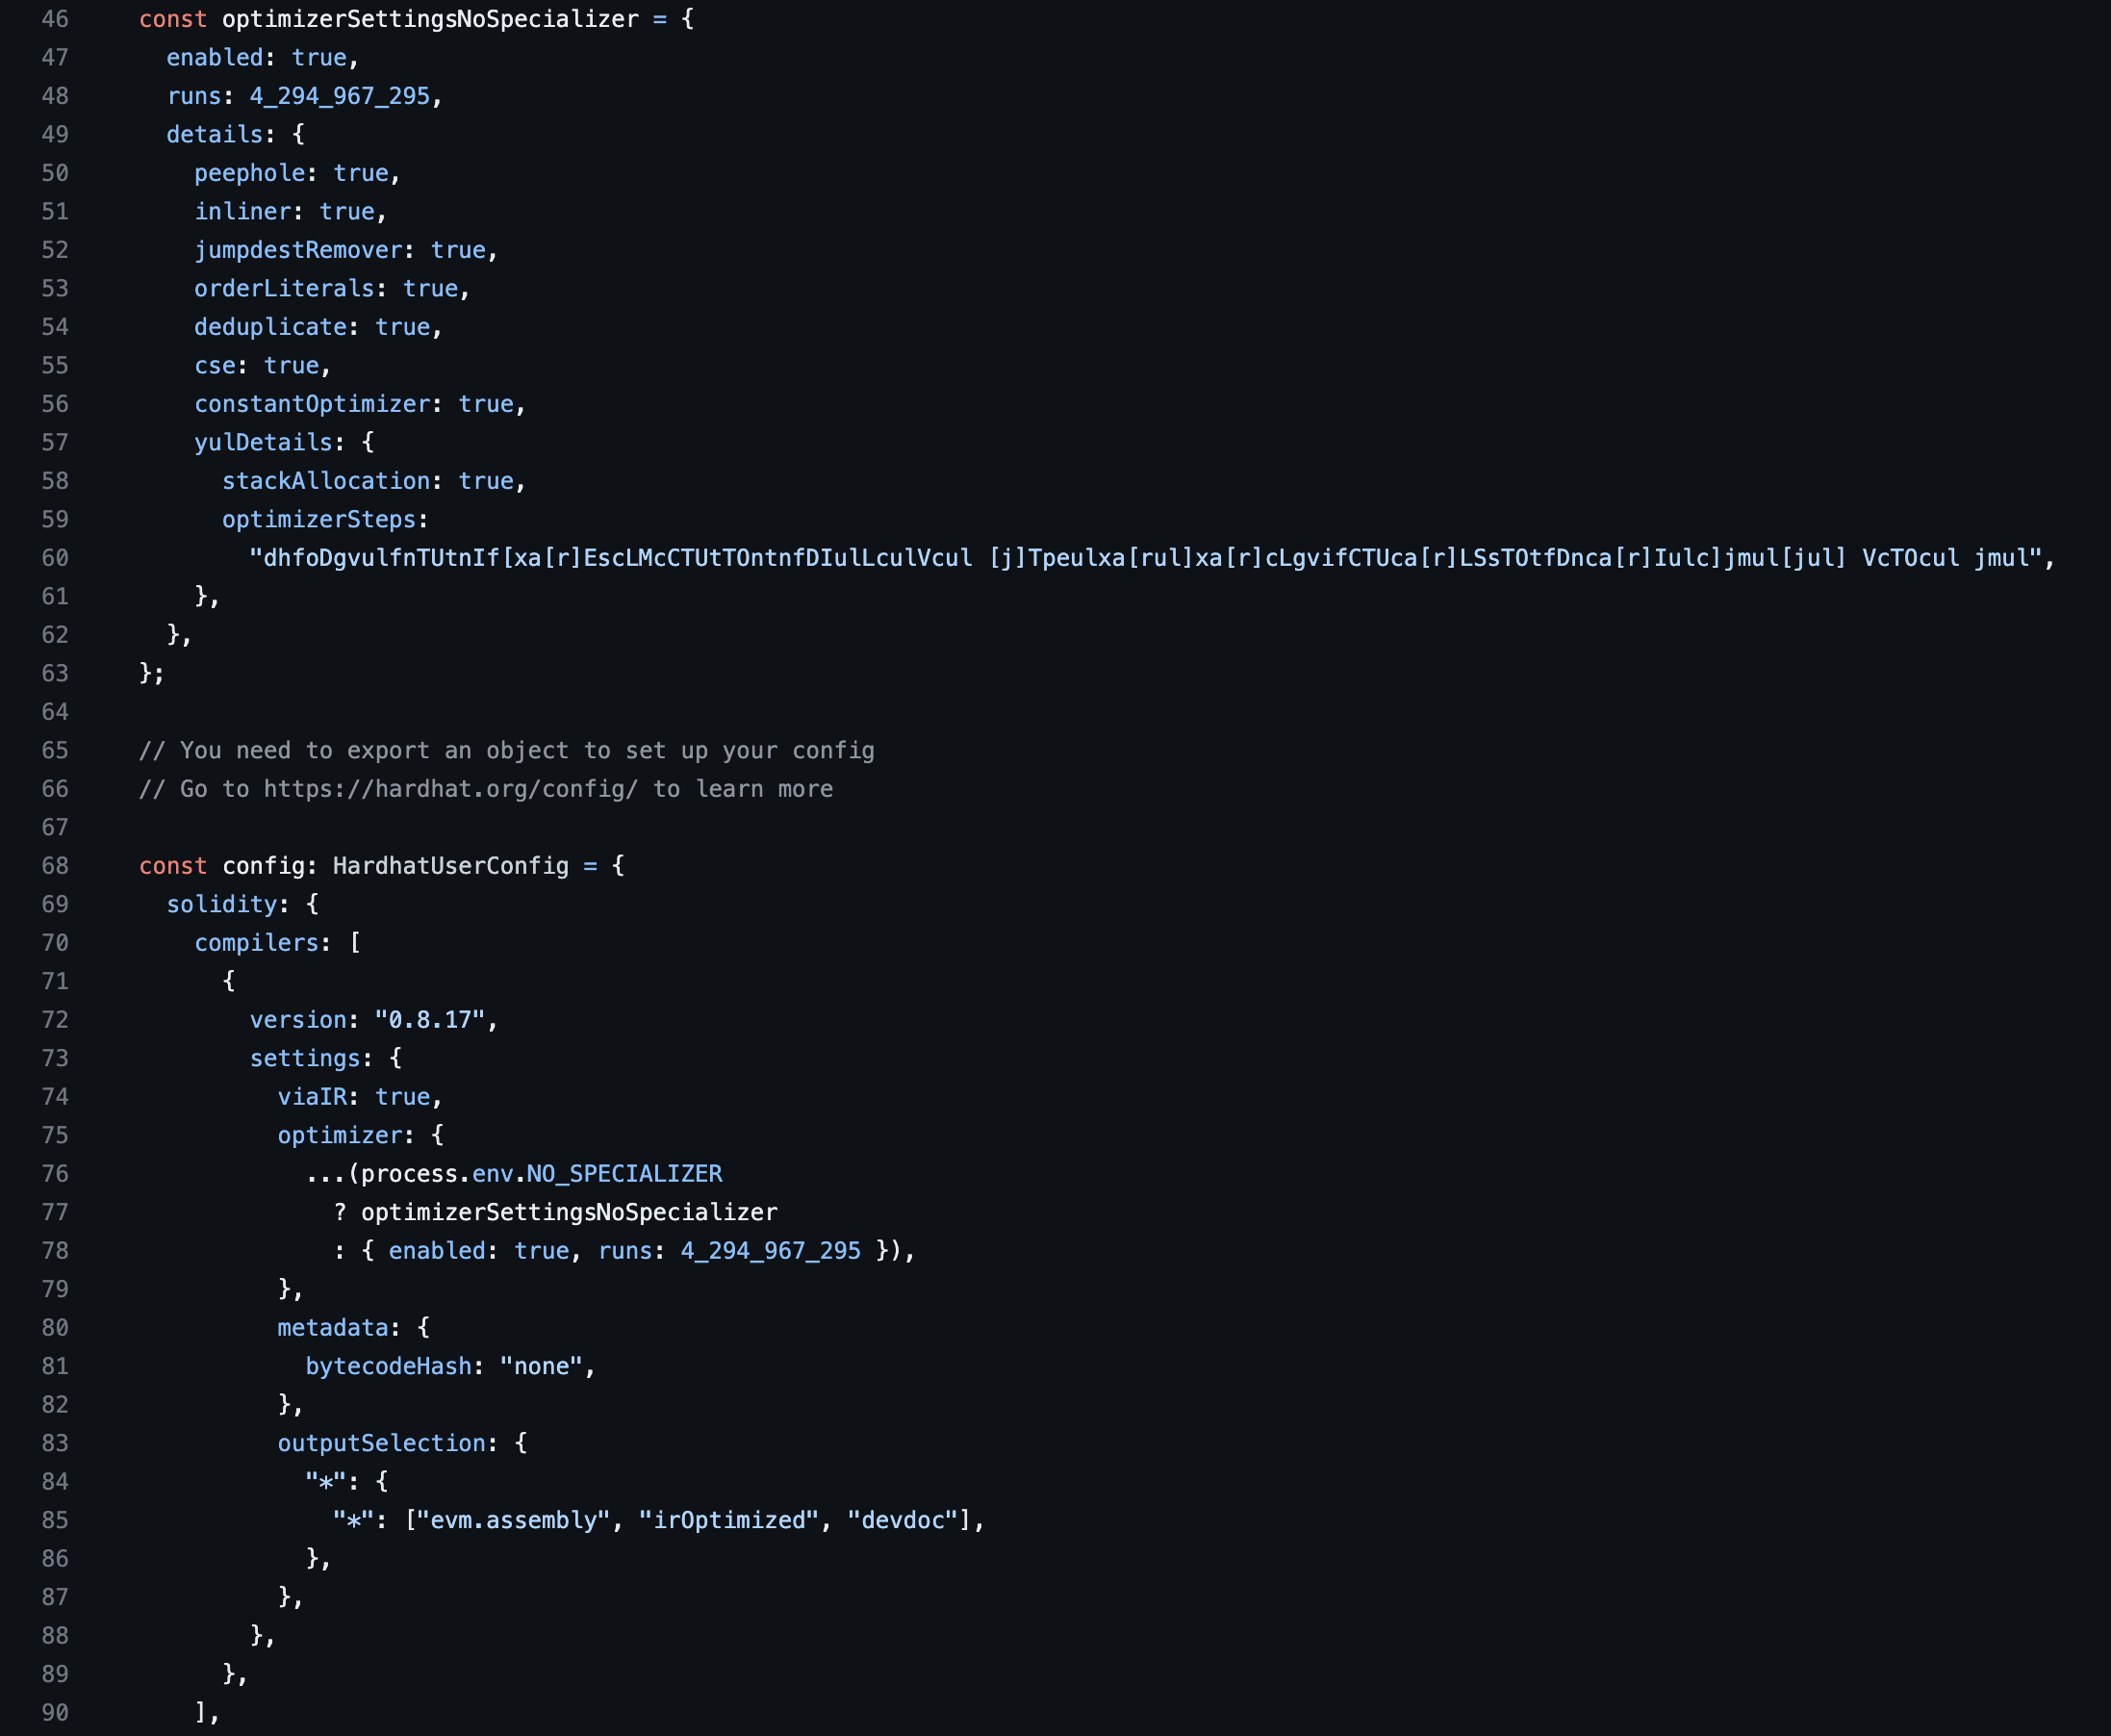 46 const optimizerSettingsNoSpecializer = {
47 enabled: true,
48 runs: 4_294_967_295,
49 details: {
50 peephole: true,
51 inliner: true,
52 jumpdestRemover: true,
53 orderLiterals: true,
54 deduplicate: true,
55 cse: true,
56 constantOptimizer: true,
57 yulDetails: {
58 stackAllocation: true,
59 optimizerSteps:
60 "dhfoDgvulfnTUtnIf[xa[r]EscLMcCTUtTOntnfDIulLculVcul [j]Tpeulxa[rul]xa[r]cLgvifCTUca[r]LSsTOtfDnca[r]Iulc]jmul[jul] VcTOcul jmul",
61 },
62 },
63 };
64
65 // You need to export an object to set up your config
66 // Go to https://hardhat.org/config/ to learn more
67
68 const config: HardhatUserConfig = {
69 solidity: {
70 compilers: [
71 {
72 version: "0.8.17",
73 settings: {
74 viaIR: true,
75 optimizer: {
76 ...(process.env.NO_SPECIALIZER
77 ? optimizerSettingsNoSpecializer
78 : { enabled: true, runs: 4_294_967_295 }),
79 },
80 metadata: {
81 bytecodeHash: "none",
82 },
83 outputSelection: {
84 "*": {
85 "*": ["evm.assembly", "irOptimized", "devdoc"],
86 },
87 },
88 },
89 },
90 ],